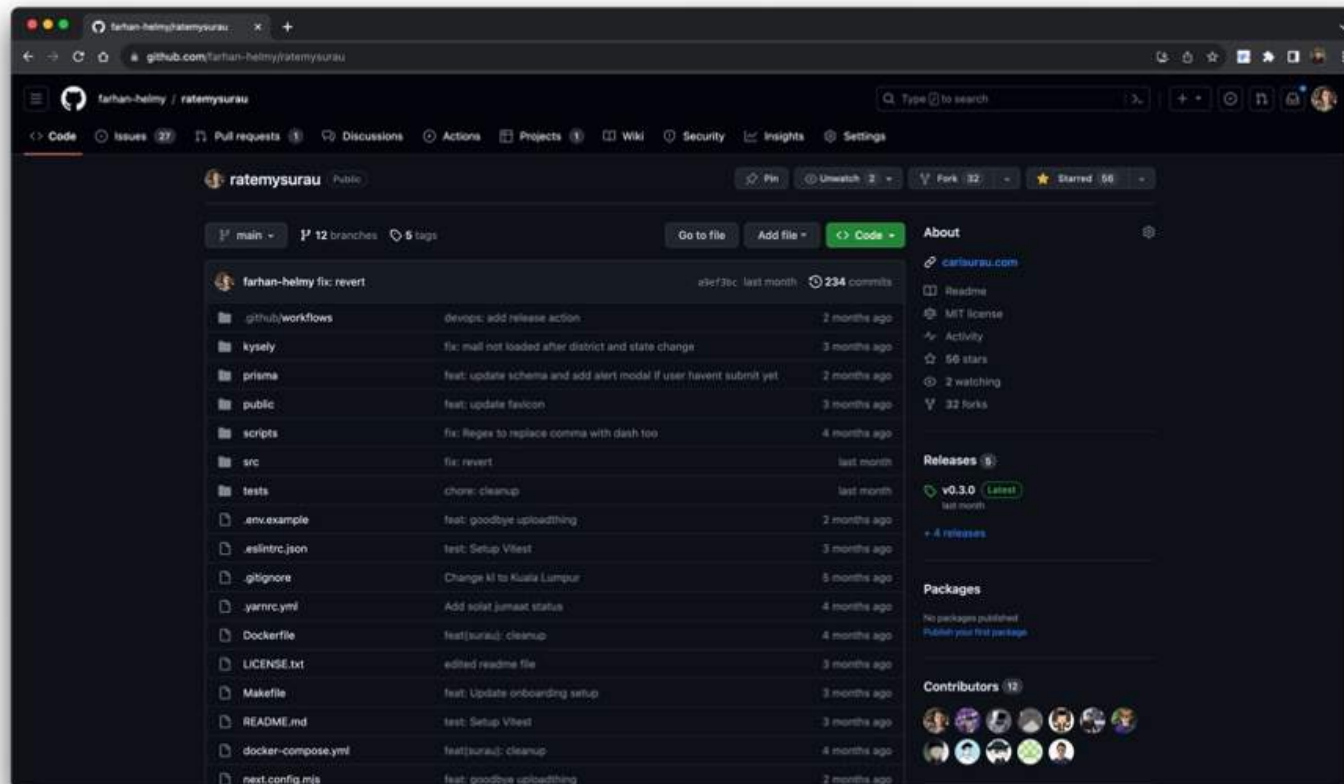 farhan-helmy/ratemysurau
github.com/farhan-helmy/ratemysurau
farhan-helmy / ratemysurau
Type / to search
Code Issues 27 Pull requests 1 Discussions Actions Projects 1 Wiki Security Insights Settings
ratemysurau Public
Pin Unwatch 2 Fork 32 Starred 56
main 12 branches 5 tags Go to file Add file Code
farhan-helmy fix: revert last month 234 commits
.github/workflows devops: add release action 2 months ago
kysely fix: mall not loaded after district and state change 3 months ago
prisma feat: update schema and add alert modal if user havent submit yet 2 months ago
public feat: update favicon 3 months ago
scripts fix: Regex to replace comma with dash too 4 months ago
src fix: revert last month
tests chore: cleanup last month
.env.example feat: goodbye uploadthing 2 months ago
.eslintrc.json test: Setup Vitest 3 months ago
.gitignore Change kl to Kuala Lumpur 5 months ago
.yarnrc.yml Add solat jumaat status 4 months ago
Dockerfile feat(surau): cleanup 4 months ago
LICENSE.txt edited readme file 3 months ago
Makefile feat: Update onboarding setup 3 months ago
README.md test: Setup Vitest 3 months ago
docker-compose.yml feat(surau): cleanup 4 months ago
next.config.mjs feat: goodbye uploadthing 2 months ago
About
carisurau.com
Readme
MIT license
Activity
56 stars
2 watching
32 forks
Releases 5
v0.3.0 Latest
last month
+ 4 releases
Packages
No packages published
Publish your first package
Contributors 12